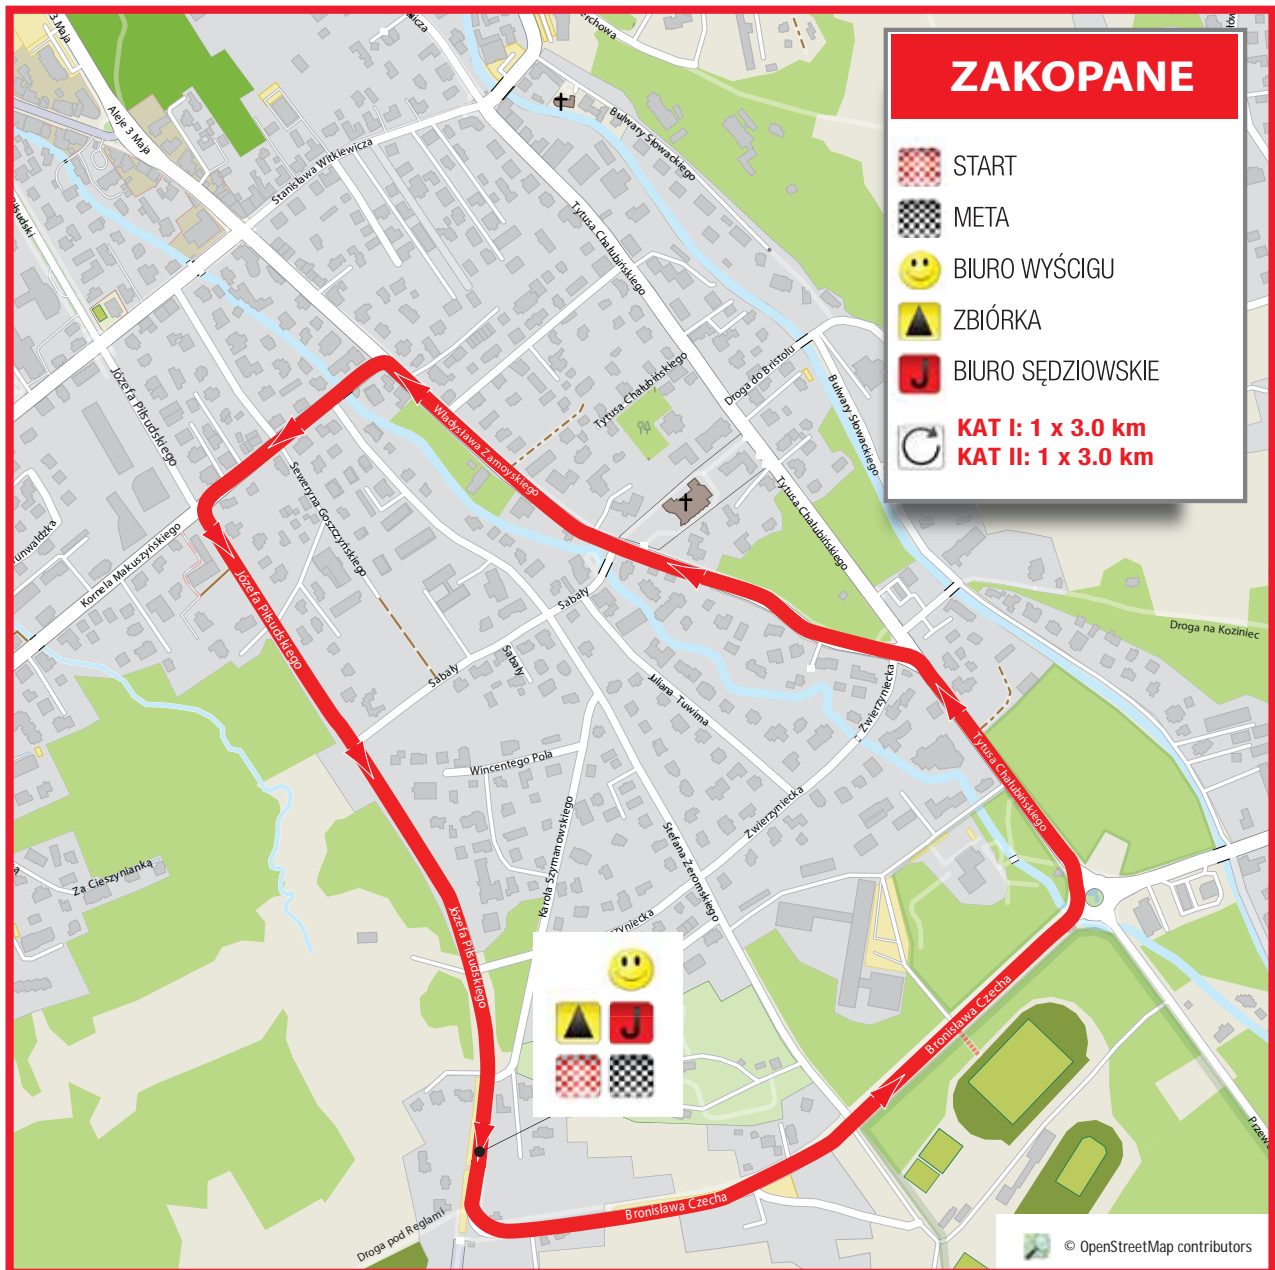 ZAKOPANE
START
META
BIURO WYŚCIGU
ZBIÓRKA
BIURO SĘDZIOWSKIE
J
KAT I: 1 x 3.0 km
KAT II: 1 x 3.0 km
3 Maja
Aleje 3 Maja
Stanisława Witkiewicza
Bulwary Słowackiego
Tytusa Chałubińskiego
Piłsudski
Józefa Piłsudskiego
Tytusa Chałubińskiego
Droga do Bristolu
Bulwary Słowackiego
Władysława Zamoyskiego
Seweryna Goszczyńskiego
Tytusa Chałubińskiego
Kornela Makuszyńskiego
Józefa Piłsudskiego
Sabały
Sabały
Sabały
Juliana Tuwima
Zwierzyniecka
Droga na Koziniec
Tytusa Chałubińskiego
Wincentego Pola
Zwierzyniecka
Karola Szymanowskiego
Stefana Żeromskiego
Za Cieszynianką
Józefa Piłsudskiego
J
Bronisława Czecha
Bronisława Czecha
Droga pod Reglami
© OpenStreetMap contributors